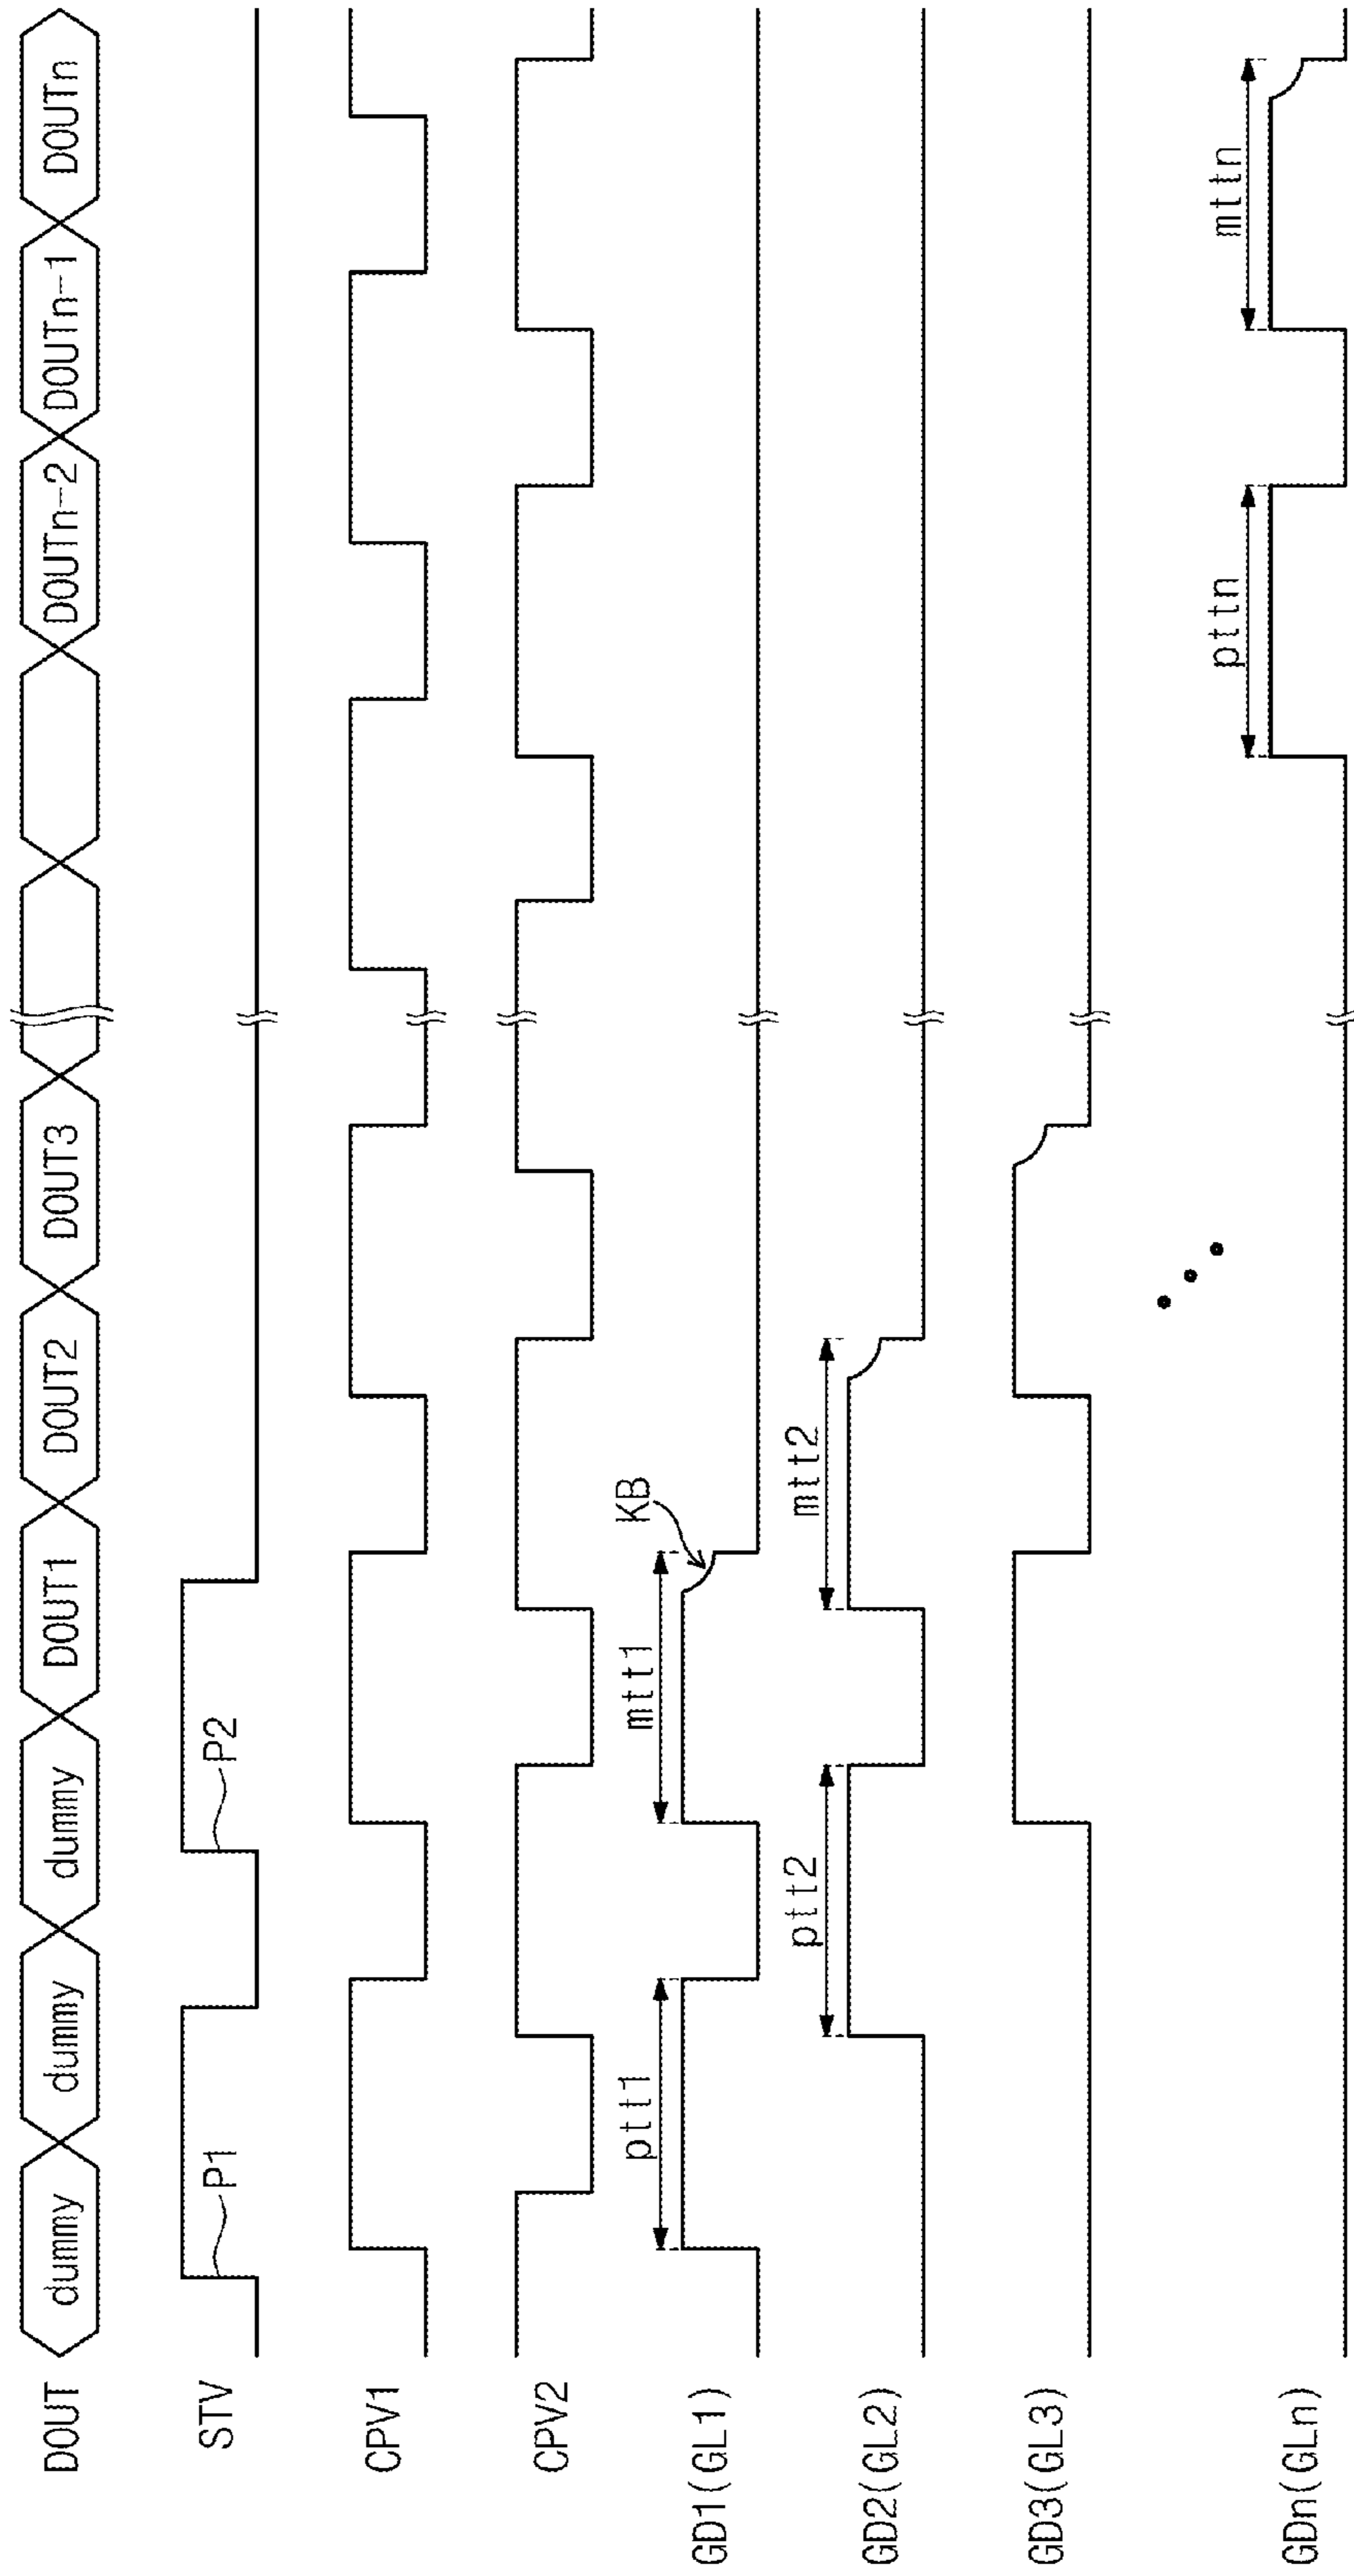 DOUT
dummy
dummy
dummy
DOUT1
DOUT2
DOUT3
DOUTn-2
DOUTn-1
DOUTn
STV
P1
P2
CPV1
CPV2
GD1(GL1)
ptt1
mtt1
KB
GD2(GL2)
ptt2
mtt2
GD3(GL3)
GDn(GLn)
pttn
mttn